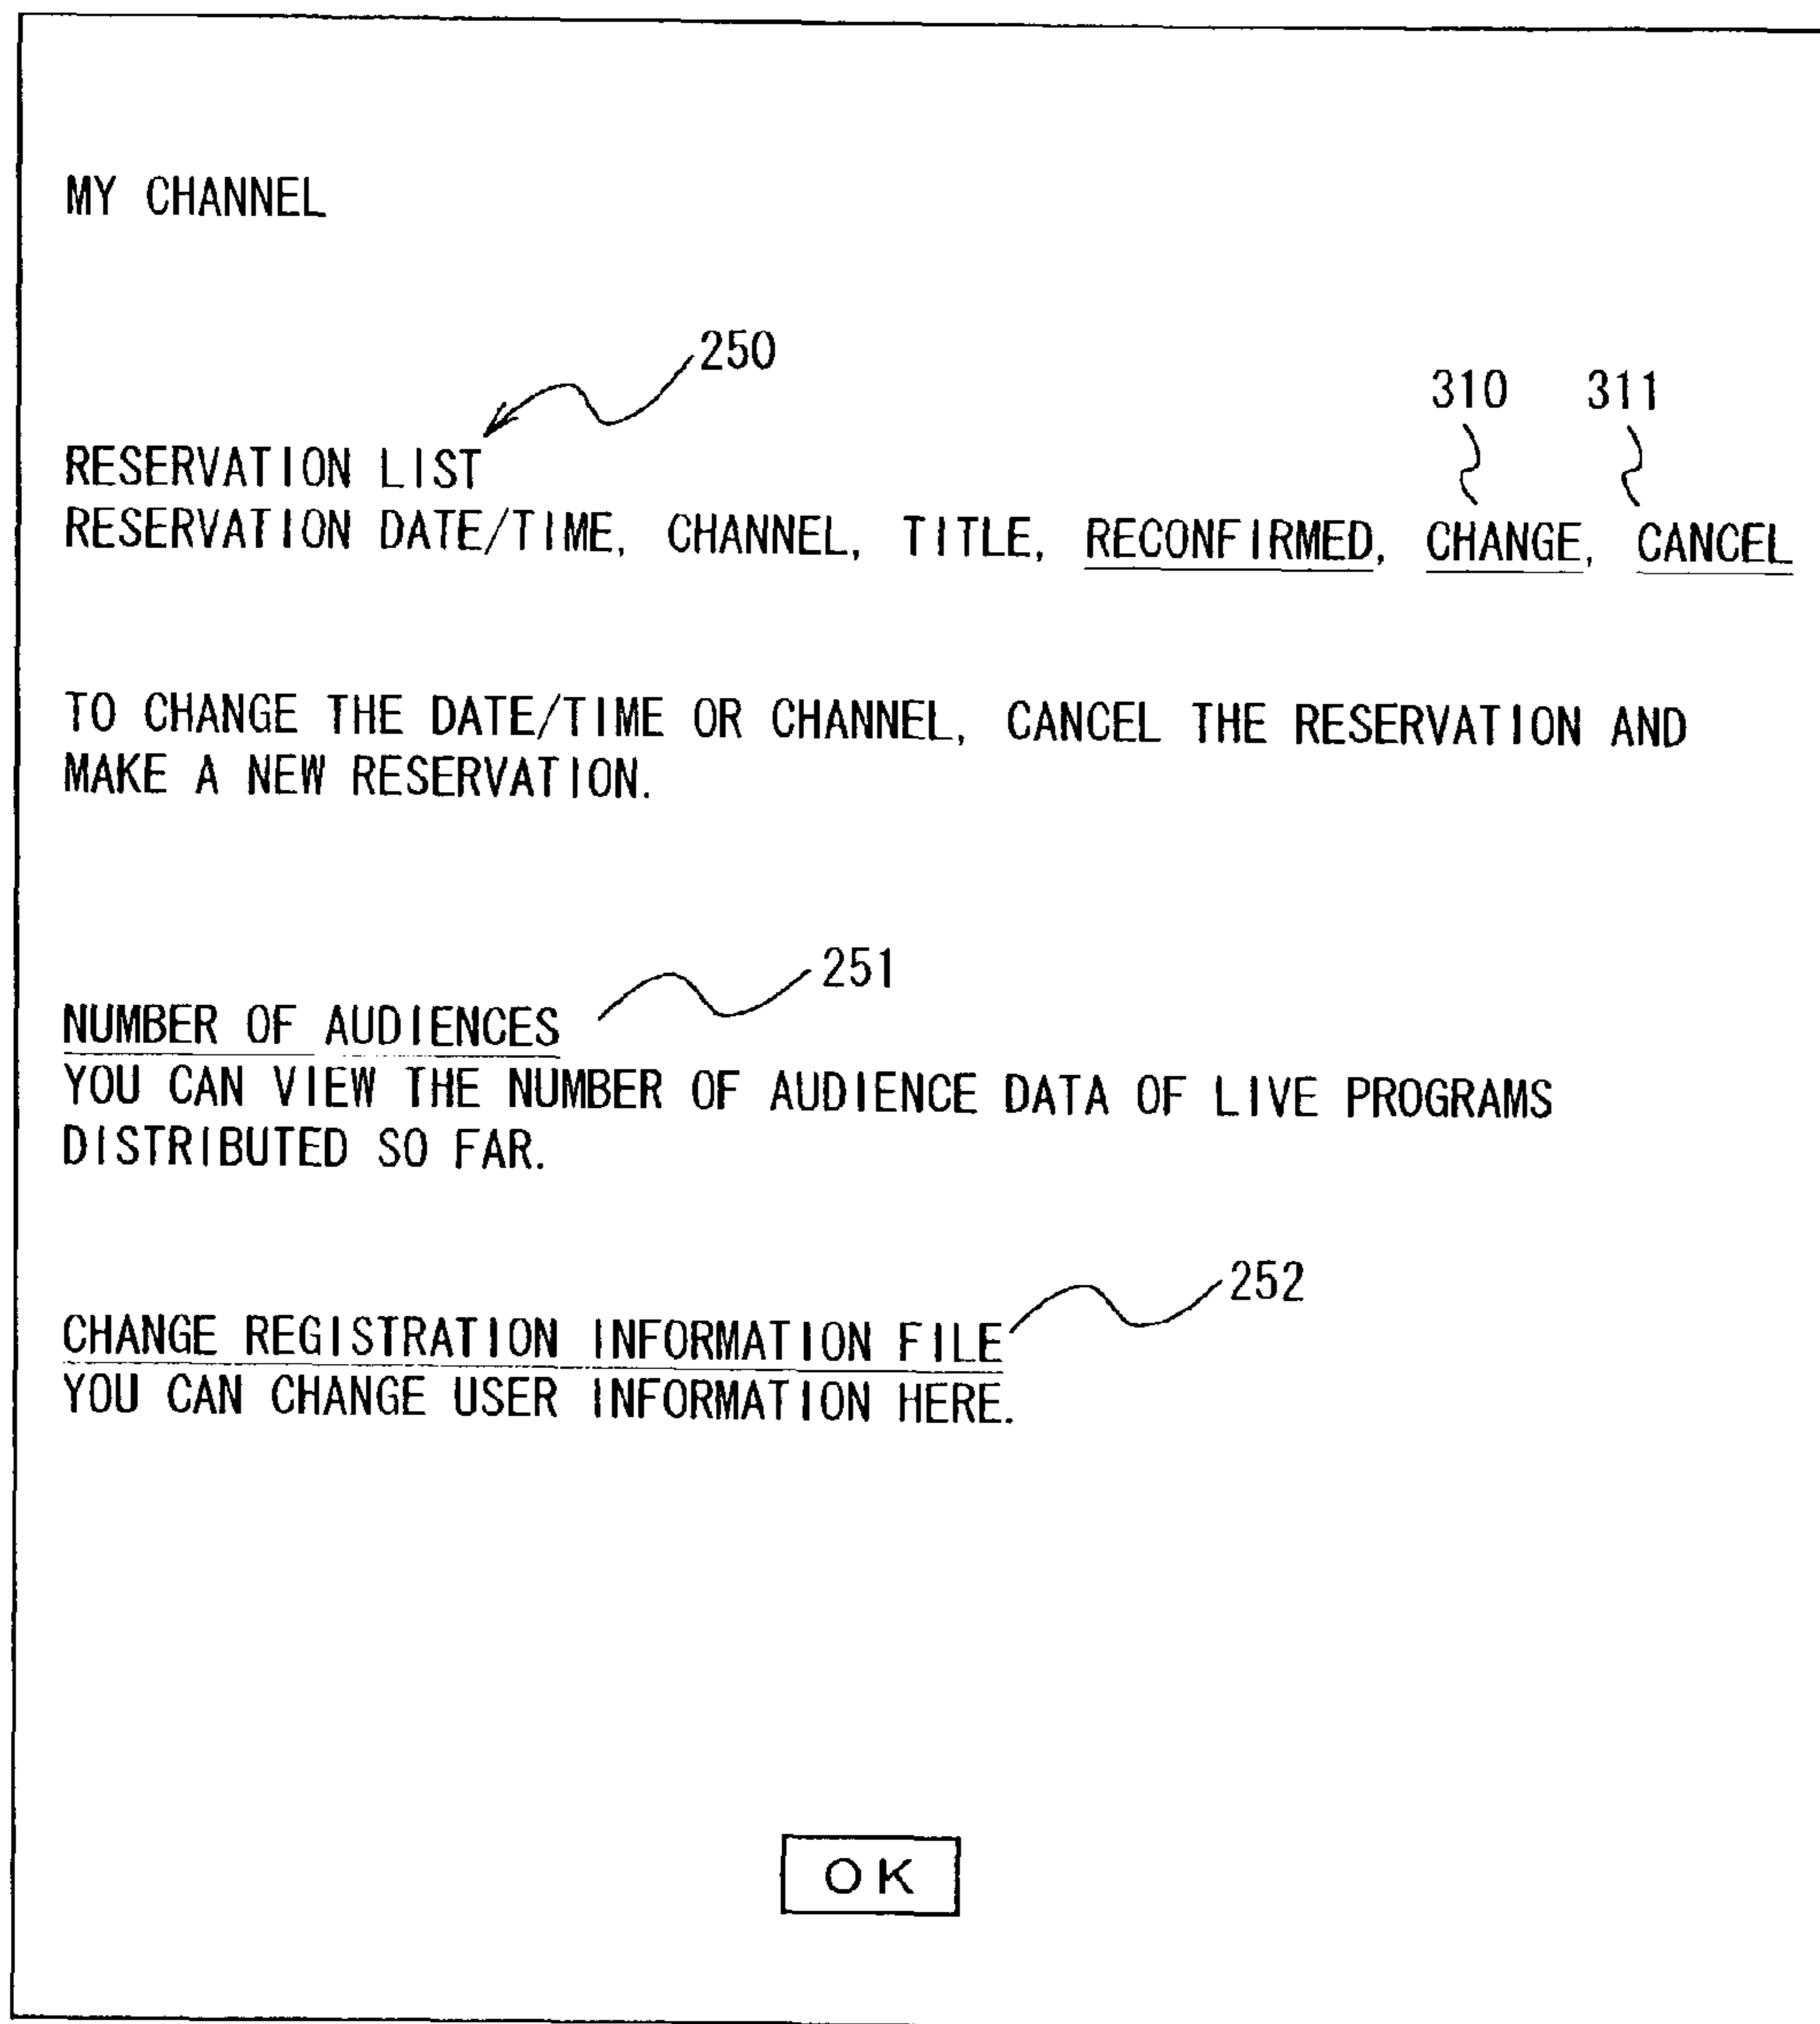 MY CHANNEL
250
310 311
RESERVATION LIST
RESERVATION DATE/TIME, CHANNEL, TITLE, RECONFIRMED, CHANGE, CANCEL
TO CHANGE THE DATE/TIME OR CHANNEL, CANCEL THE RESERVATION AND
MAKE A NEW RESERVATION.
251
NUMBER OF AUDIENCES
YOU CAN VIEW THE NUMBER OF AUDIENCE DATA OF LIVE PROGRAMS
DISTRIBUTED SO FAR.
252
CHANGE REGISTRATION INFORMATION FILE
YOU CAN CHANGE USER INFORMATION HERE.
OK